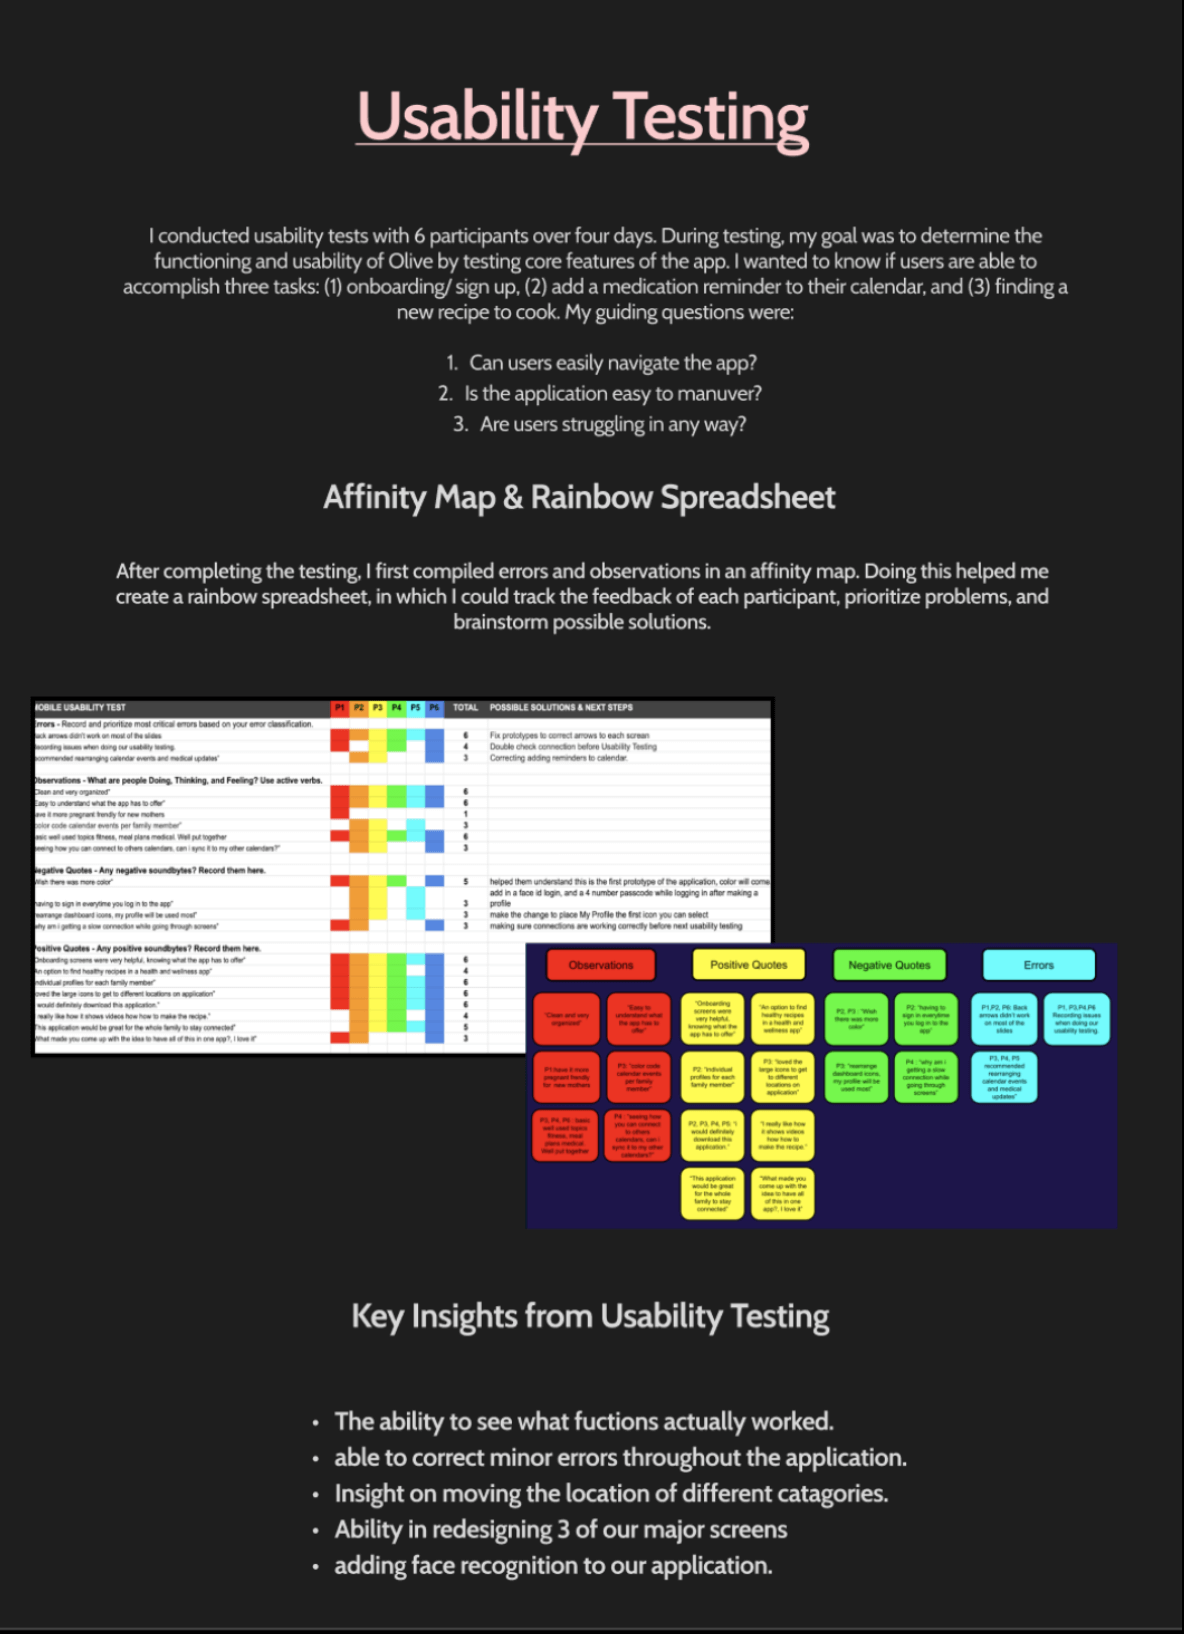 Usability Testing
I conducted usability tests with 6 participants over four days. During testing, my goal was to determine the
functioning and usability of Olive by testing core features of the app. I wanted to know if users are able to
accomplish three tasks: (1) onboarding/ sign up, (2) add a medication reminder to their calendar, and (3) finding a
new recipe to cook. My guiding questions were:
1. Can users easily navigate the app?
2. Is the application easy to manuver?
3. Are users struggling in any way?
Affinity Map & Rainbow Spreadsheet
After completing the testing, I first compiled errors and observations in an affinity map. Doing this helped me
create a rainbow spreadsheet, in which I could track the feedback of each participant, prioritize problems, and
brainstorm possible solutions.
MOBILE USABILITY TEST P1 P2 P3 P4 P5 P6 TOTAL POSSIBLE SOLUTIONS & NEXT STEPS
Errors - Record and prioritize most critical errors based on your error classification.
Back arrows didn't work on most of the slides 6 Fix prototypes to correct arrows to each screan
Recording issues when doing our usability testing. 4 Double check connection before Usability Testing
recommended rearranging calendar events and medical updates" 3 Correcting adding reminders to calendar.
Observations - What are people Doing, Thinking, and Feeling? Use active verbs.
"Clean and very organized" 6
"Easy to understand what the app has to offer" 6
have it more pregnant frendly for new mothers 1
"color code calendar events per family member" 3
basic well used topics fitness, meal plans medical. Well put together 6
"seeing how you can connect to others calendars, can i sync it to my other calendars?" 3
Negative Quotes - Any negative soundbytes? Record them here.
"Wish there was more color" 5 helped them understand this is the first prototype of the application, color will come
add in a face id login, and a 4 number passcode while logging in after making a
"having to sign in everytime you log in to the app" 3 profile
"rearrange dashboard icons, my profile will be used most" 3 make the change to place My Profile the first icon you can select
"why am i getting a slow connection while going through screens" 3 making sure connections are working correctly before next usability testing
Positive Quotes - Any positive soundbytes? Record them here.
"Onboarding screens were very helpful, knowing what the app has to offer" 6
"An option to find healthy recipes in a health and wellness app" 4
"individual profiles for each family member" 6
"loved the large icons to get to different locations on application" 6
"I would definitely download this application." 6
"I really like how it shows videos how how to make the recipe." 4
"This application would be great for the whole family to stay connected" 5
"What made you come up with the idea to have all of this in one app?, I love it" 3
Observations
"Clean and very
organized"
"Easy to
understand what
the app has to
offer"
P1:have it more
pregnant frendly
for new mothers
P3: "color code
calendar events
per family
member"
P3, P4, P5: basic
well used topics
fitness, meal
plans medical.
Well put together
P4 : "seeing how
you can connect
to others
calendars, can i
sync it to my other
calendars?"
Positive Quotes
"Onboarding
screens were
very helpful,
knowing what the
app has to offer"
"An option to find
healthy recipes
in a health and
wellness app"
P2: "individual
profiles for each
family member"
P3: "loved the
large icons to get
to different
locations on
application"
P2, P3, P4, P5: "I
would definitely
download this
application."
"I really like how
it shows videos
how how to
make the recipe."
"This application
would be great
for the whole
family to stay
connected"
"What made you
come up with the
idea to have all
of this in one
app?, I love it"
Negative Quotes
P2, P3 : "Wish
there was more
color"
P2: "having to
sign in everytime
you log in to the
app"
P3: "rearrange
dashboard icons,
my profile will be
used most"
P4 : "why am i
getting a slow
connection while
going through
screens"
Errors
P1,P2, P6: Back
arrows didn't work
on most of the
slides
P1, P3,P4,P6
Recording issues
when doing our
usability testing.
P3, P4, P5
recommended
rearranging
calendar events
and medical
updates"
Key Insights from Usability Testing
• The ability to see what fuctions actually worked.
• able to correct minor errors throughout the application.
• Insight on moving the location of different catagories.
• Ability in redesigning 3 of our major screens
• adding face recognition to our application.